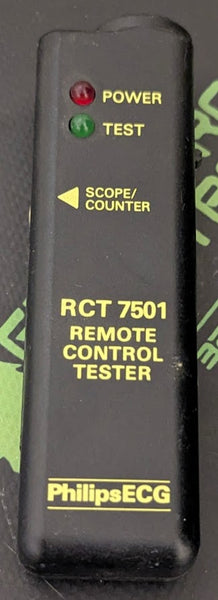 POWER
TEST
SCOPE/
COUNTER
RCT 7501
REMOTE
CONTROL
TESTER
PhilipsECG